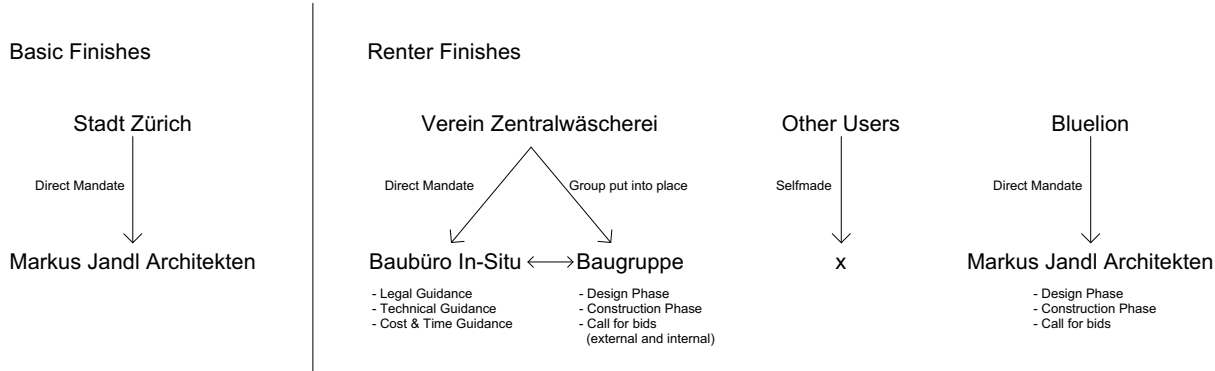 Basic Finishes
Renter Finishes
Stadt Zürich
Verein Zentralwäscherei
Other Users
Bluelion
Direct Mandate
Direct Mandate
Group put into place
Selfmade
Direct Mandate
Markus Jandl Architekten
Baubüro In-Situ
Baugruppe
x
Markus Jandl Architekten
- Legal Guidance
- Technical Guidance
- Cost & Time Guidance
- Design Phase
- Construction Phase
- Call for bids
(external and internal)
- Design Phase
- Construction Phase
- Call for bids